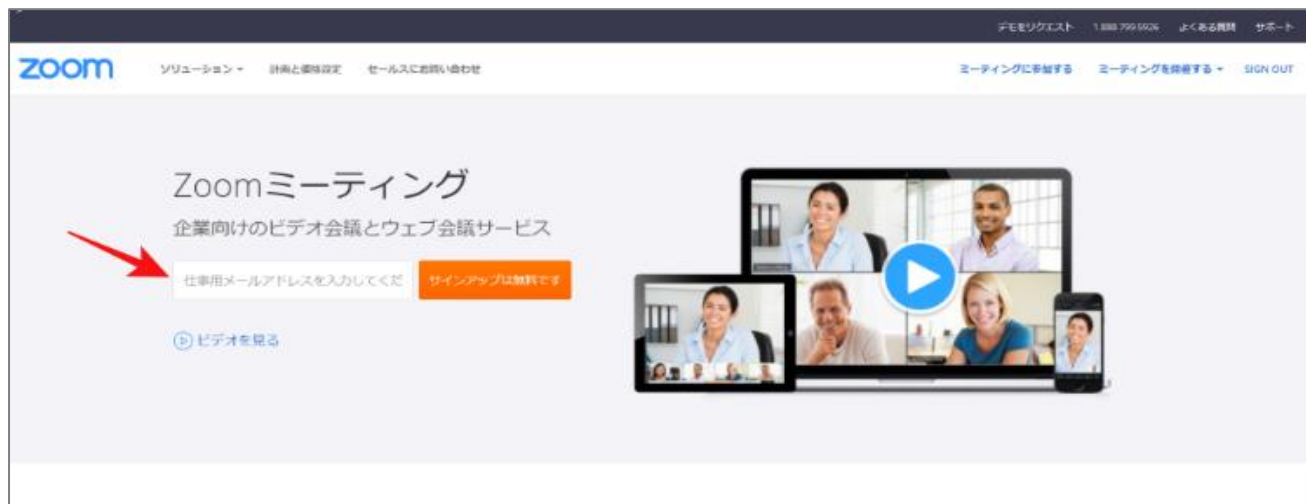 デモをリクエスト 1.888.799.5926 よくある質問 サポート
zoom ソリューション 計画と価格設定 セールスにお問い合わせ ミーティングに参加する ミーティングを開催する SIGN OUT
Zoomミーティング
企業向けのビデオ会議とウェブ会議サービス
仕事用メールアドレスを入力してくだ サインアップは無料です
ビデオを見る